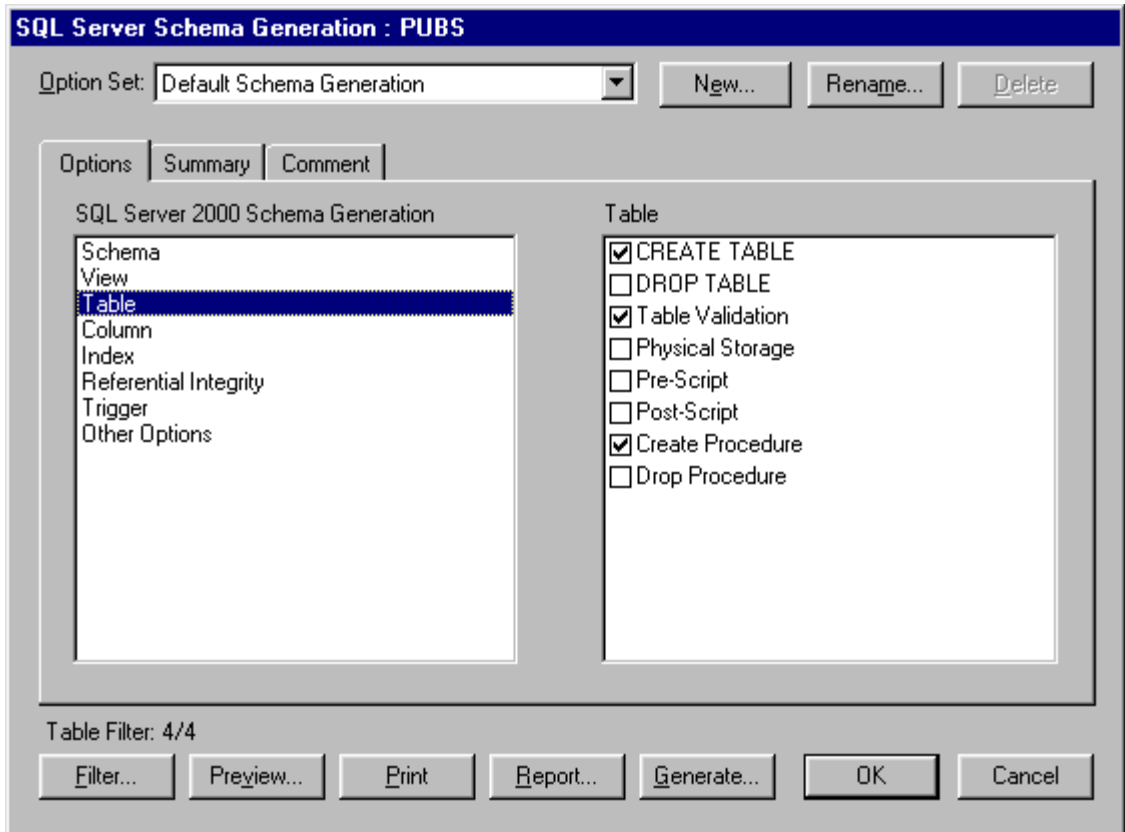 SQL Server Schema Generation : PUBS
Option Set: Default Schema Generation New... Rename... Delete
Options Summary Comment
SQL Server 2000 Schema Generation
Schema
View
Table
Column
Index
Referential Integrity
Trigger
Other Options
Table
CREATE TABLE
DROP TABLE
Table Validation
Physical Storage
Pre-Script
Post-Script
Create Procedure
Drop Procedure
Table Filter: 4/4
Filter... Preview... Print Report... Generate... OK Cancel